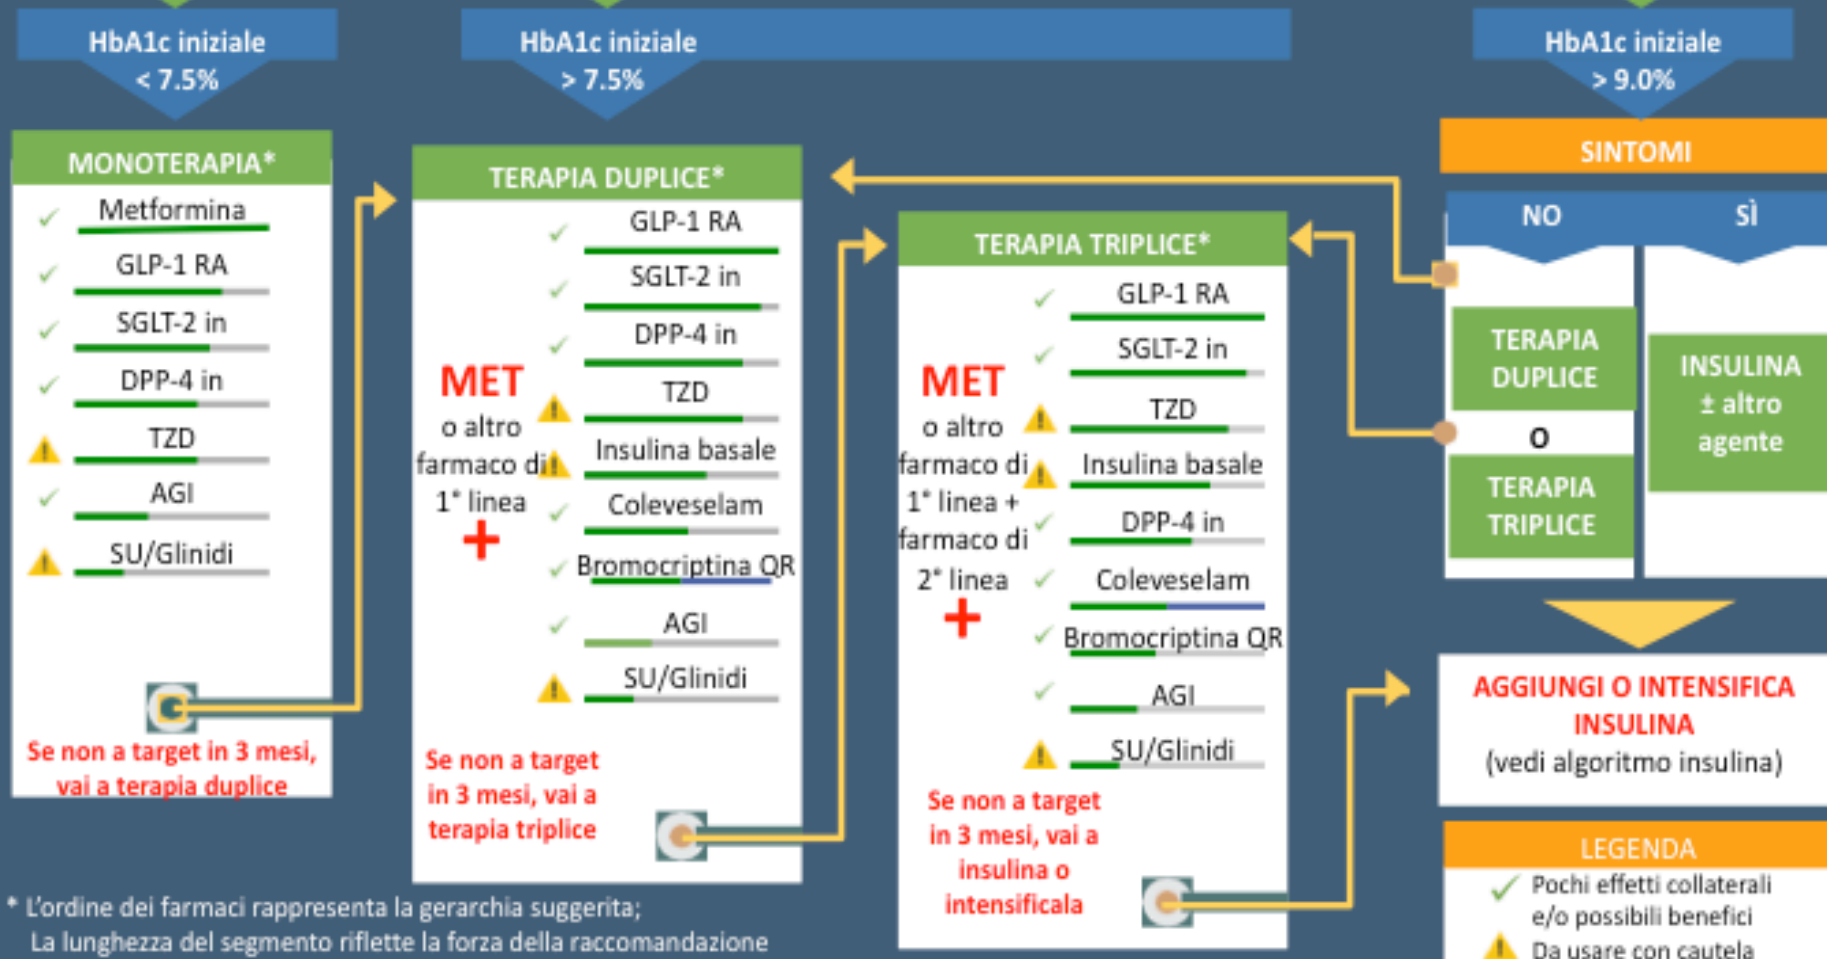 HbA1c iniziale
< 7.5%
HbA1c iniziale
> 7.5%
HbA1c iniziale
> 9.0%
MONOTERAPIA*
Metformina
GLP-1 RA
SGLT-2 in
DPP-4 in
TZD
AGI
SU/Glinidi
Se non a target in 3 mesi,
vai a terapia duplice
TERAPIA DUPLICE*
MET
o altro
farmaco di
1° linea
+
GLP-1 RA
SGLT-2 in
DPP-4 in
TZD
Insulina basale
Coleveselam
Bromocriptina QR
AGI
SU/Glinidi
Se non a target
in 3 mesi, vai a
terapia triplice
TERAPIA TRIPLICE*
MET
o altro
farmaco di
1° linea +
farmaco di
2° linea
+
GLP-1 RA
SGLT-2 in
TZD
Insulina basale
DPP-4 in
Coleveselam
Bromocriptina QR
AGI
SU/Glinidi
Se non a target
in 3 mesi, vai a
insulina o
intensificala
SINTOMI
NO
SÌ
TERAPIA
DUPLICE
O
TERAPIA
TRIPLICE
INSULINA
± altro
agente
AGGIUNGI O INTENSIFICA
INSULINA
(vedi algoritmo insulina)
LEGENDA
Pochi effetti collaterali
e/o possibili benefici
Da usare con cautela
* L'ordine dei farmaci rappresenta la gerarchia suggerita;
La lunghezza del segmento riflette la forza della raccomandazione